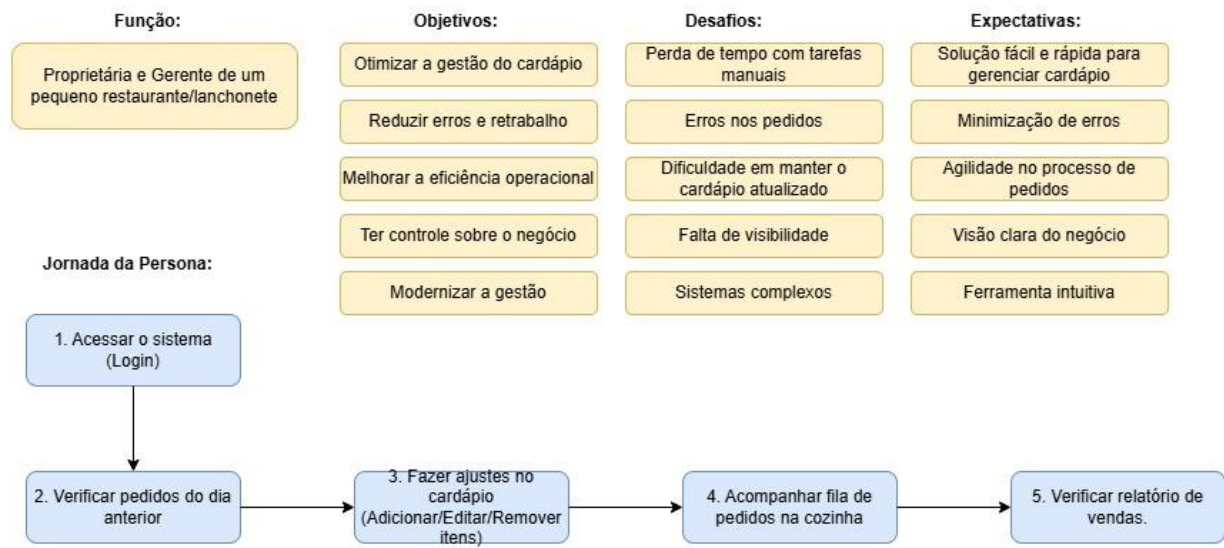 Função:
Proprietária e Gerente de um
pequeno restaurante/lanchonete
Objetivos:
Otimizar a gestão do cardápio
Reduzir erros e retrabalho
Melhorar a eficiência operacional
Ter controle sobre o negócio
Modernizar a gestão
Desafios:
Perda de tempo com tarefas
manuais
Erros nos pedidos
Dificuldade em manter o
cardápio atualizado
Falta de visibilidade
Sistemas complexos
Expectativas:
Solução fácil e rápida para
gerenciar cardápio
Minimização de erros
Agilidade no processo de
pedidos
Visão clara do negócio
Ferramenta intuitiva
Jornada da Persona:
1. Acessar o sistema
(Login)
2. Verificar pedidos do dia
anterior
3. Fazer ajustes no
cardápio
(Adicionar/Editar/Remover
itens)
4. Acompanhar fila de
pedidos na cozinha
5. Verificar relatório de
vendas.